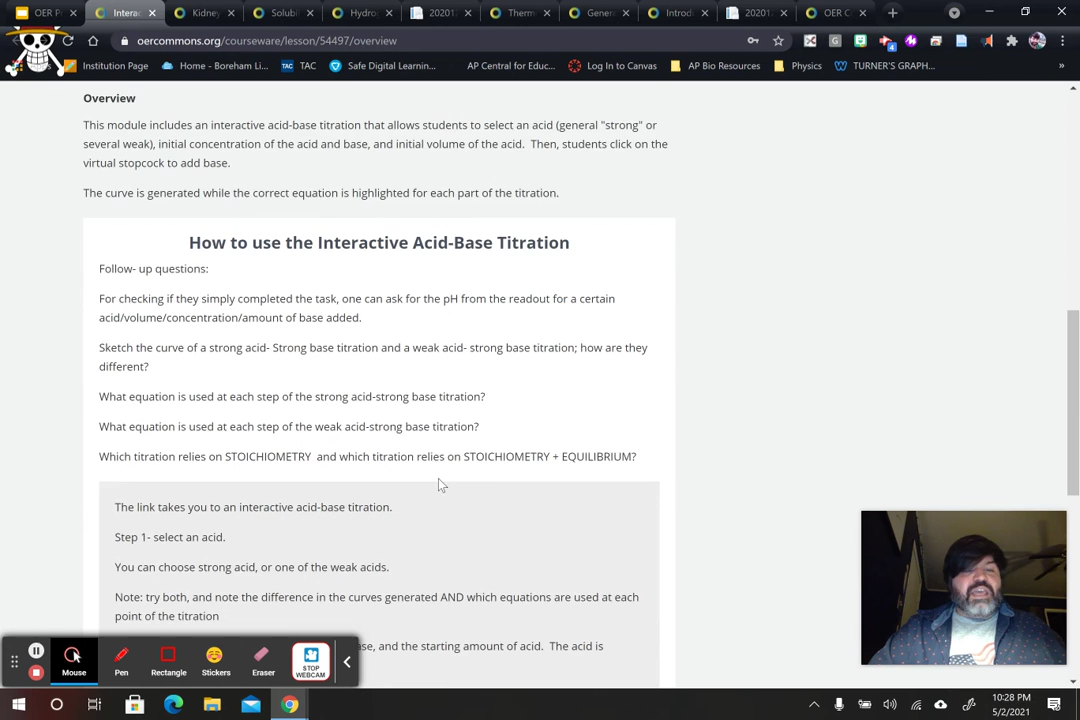 OER P
Interac
Kidney
Solubil
Hydro
20201
Therm
Genera
Introdu
20201
OER C
oercommons.org/courseware/lesson/54497/overview
Institution Page
Home - Boreham Li...
TAC
TAC
Safe Digital Learnin...
AP Central for Educ...
Log In to Canvas
AP Bio Resources
Physics
TURNER'S GRAPH...
Overview
This module includes an interactive acid-base titration that allows students to select an acid (general "strong" or
several weak), initial concentration of the acid and base, and initial volume of the acid. Then, students click on the
virtual stopcock to add base.
The curve is generated while the correct equation is highlighted for each part of the titration.
How to use the Interactive Acid-Base Titration
Follow- up questions:
For checking if they simply completed the task, one can ask for the pH from the readout for a certain
acid/volume/concentration/amount of base added.
Sketch the curve of a strong acid- Strong base titration and a weak acid- strong base titration; how are they
different?
What equation is used at each step of the strong acid-strong base titration?
What equation is used at each step of the weak acid-strong base titration?
Which titration relies on STOICHIOMETRY and which titration relies on STOICHIOMETRY + EQUILIBRIUM?
The link takes you to an interactive acid-base titration.
Step 1- select an acid.
You can choose strong acid, or one of the weak acids.
Note: try both, and note the difference in the curves generated AND which equations are used at each
point of the titration
ase, and the starting amount of acid. The acid is
Mouse
Pen
Rectangle
Stickers
Eraser
STOP
WEBCAM
10:28 PM
5/2/2021